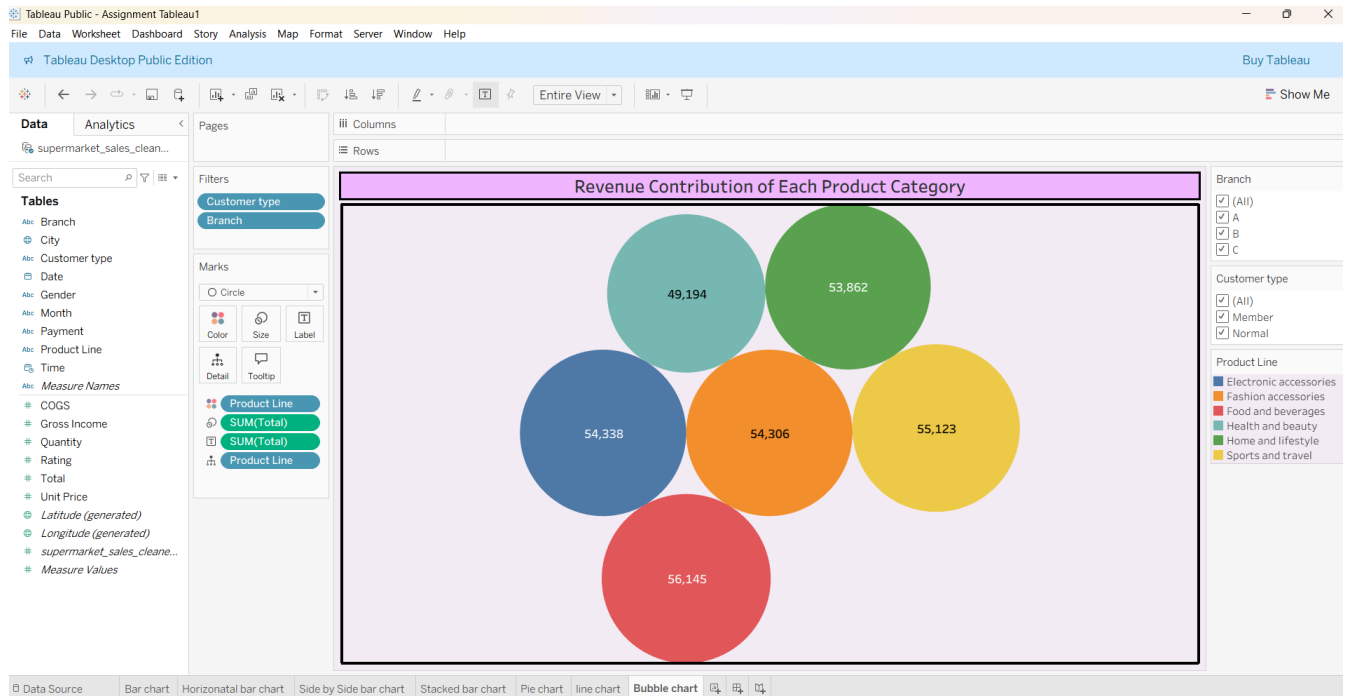 Tableau Public - Assignment Tableau1
File Data Worksheet Dashboard Story Analysis Map Format Server Window Help
Tableau Desktop Public Edition
Buy Tableau
Entire View
Show Me
Data
Analytics
supermarket_sales_clean...
Search
Tables
Abc Branch
City
Abc Customer type
Date
Abc Gender
Abc Month
Abc Payment
Abc Product Line
Time
Abc Measure Names
# COGS
# Gross Income
# Quantity
# Rating
# Total
# Unit Price
Latitude (generated)
Longitude (generated)
# supermarket_sales_cleane...
# Measure Values
Pages
Filters
Customer type
Branch
Marks
Circle
Color Size Label
Detail Tooltip
Product Line
SUM(Total)
SUM(Total)
Product Line
iii Columns
Rows
Revenue Contribution of Each Product Category
49,194
53,862
54,338
54,306
55,123
56,145
Branch
(All)
A
B
C
Customer type
(All)
Member
Normal
Product Line
Electronic accessories
Fashion accessories
Food and beverages
Health and beauty
Home and lifestyle
Sports and travel
Data Source
Bar chart
Horizonatal bar chart
Side by Side bar chart
Stacked bar chart
Pie chart
line chart
Bubble chart